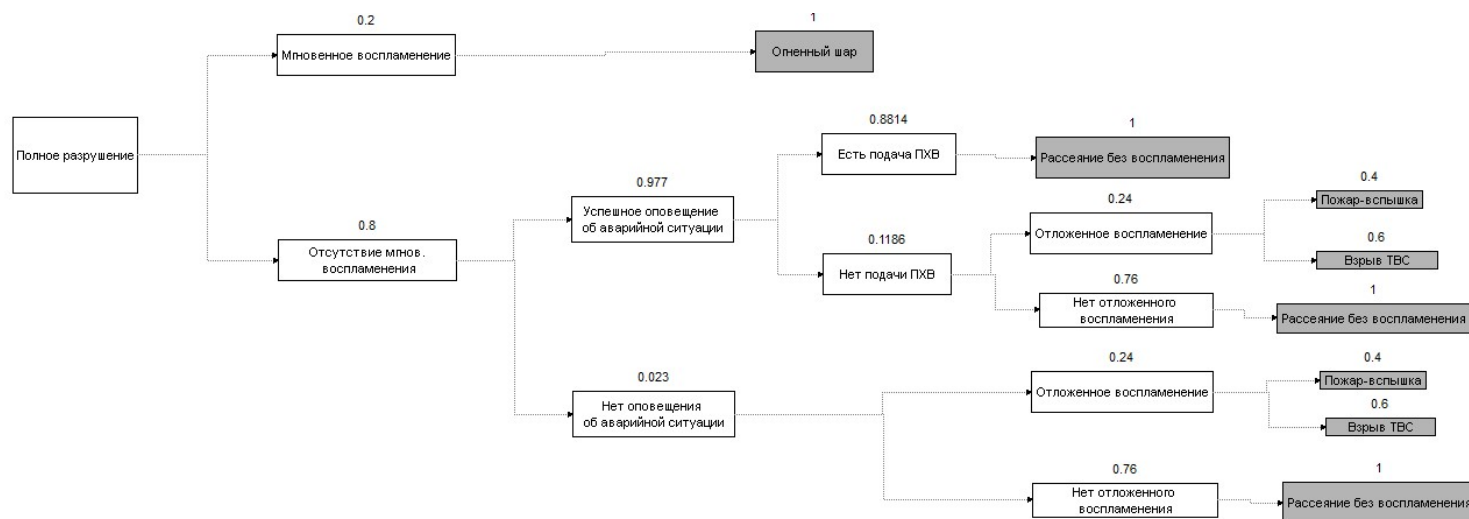 0.2
Мгновенное воспламенение
1
Огненный шар
Полное разрушение
0.8
Отсутствие мгнов.
воспламенения
0.977
Успешное оповещение
об аварийной ситуации
0.8814
Есть подача ПХВ
1
Рассеяние без воспламенения
0.1186
Нет подачи ПХВ
0.24
Отложенное воспламенение
0.4
Пожар-вспышка
0.6
Взрыв ТВС
0.76
Нет отложенного
воспламенения
1
Рассеяние без воспламенения
0.023
Нет оповещения
об аварийной ситуации
0.24
Отложенное воспламенение
0.4
Пожар-вспышка
0.6
Взрыв ТВС
0.76
Нет отложенного
воспламенения
1
Рассеяние без воспламенения